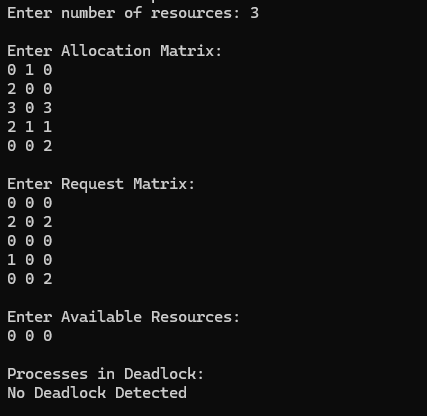 Enter number of resources: 3
Enter Allocation Matrix:
0 1 0
2 0 0
3 0 3
2 1 1
0 0 2
Enter Request Matrix:
0 0 0
2 0 2
0 0 0
1 0 0
0 0 2
Enter Available Resources:
0 0 0
Processes in Deadlock:
No Deadlock Detected